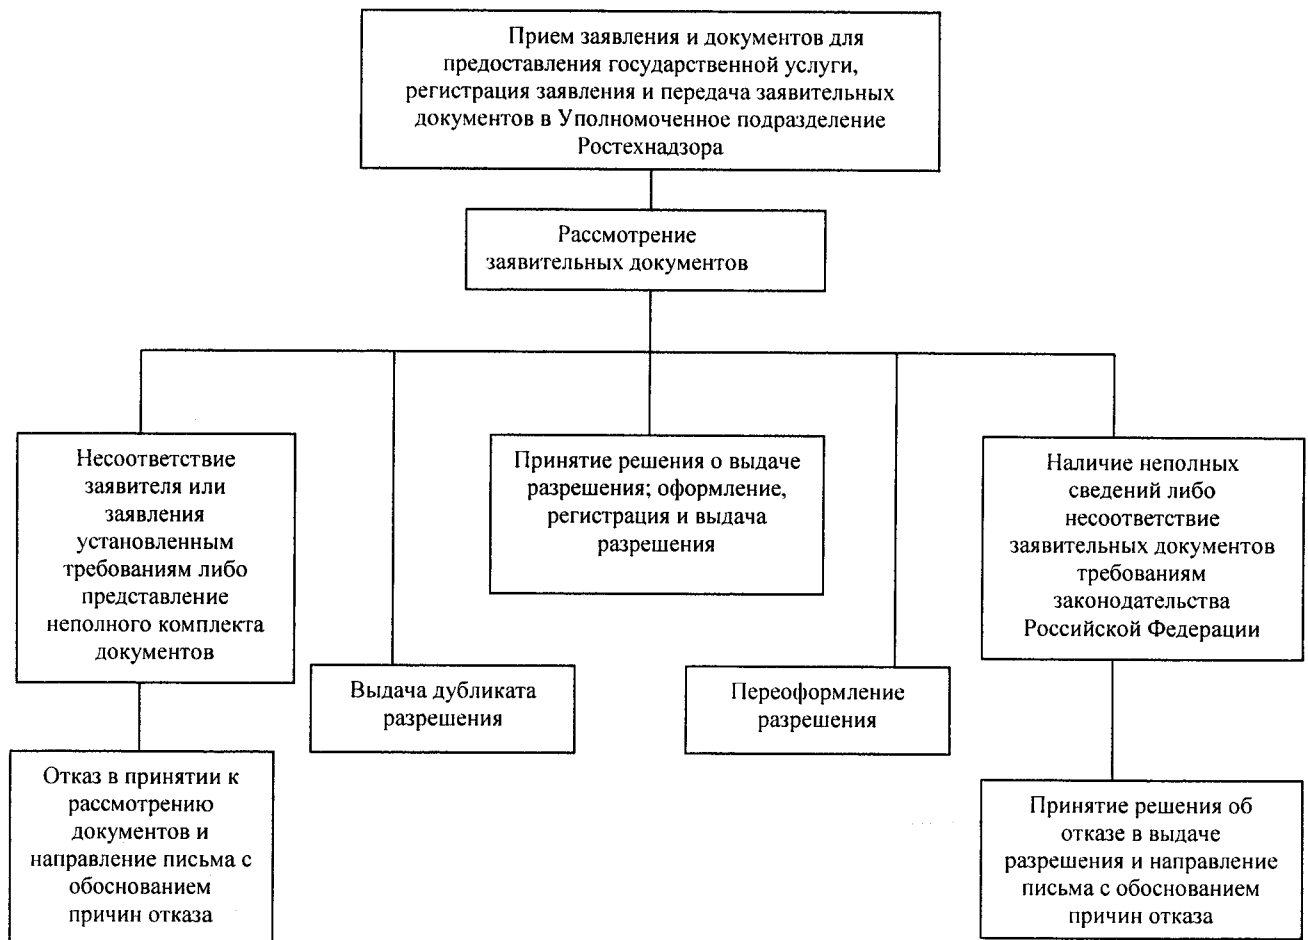 Прием заявления и документов для
предоставления государственной услуги,
регистрация заявления и передача заявительных
документов в Уполномоченное подразделение
Ростехнадзора
Рассмотрение
заявительных документов
Несоответствие
заявителя или
заявления
установленным
требованиям либо
представление
неполного комплекта
документов
Принятие решения о выдаче
разрешения; оформление,
регистрация и выдача
разрешения
Наличие неполных
сведений либо
несоответствие
заявительных документов
требованиям
законодательства
Российской Федерации
Выдача дубликата
разрешения
Переоформление
разрешения
Отказ в принятии к
рассмотрению
документов и
направление письма с
обоснованием
причин отказа
Принятие решения об
отказе в выдаче
разрешения и направление
письма с обоснованием
причин отказа